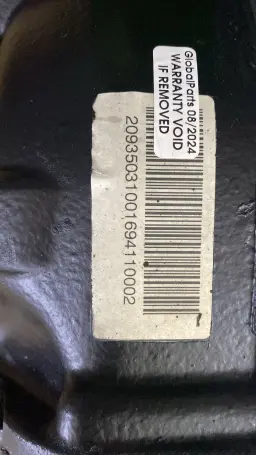 GlobalParts 08/2024
WARRANTY VOID
IF REMOVED
20935031001694110002